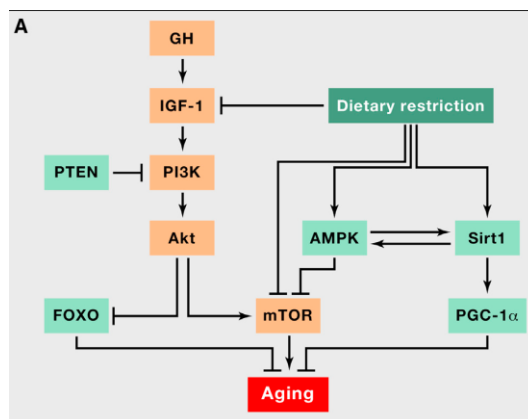 A
GH
IGF-1
Dietary restriction
PTEN
PI3K
Akt
AMPK
Sirt1
FOXO
mTOR
PGC-1α
Aging